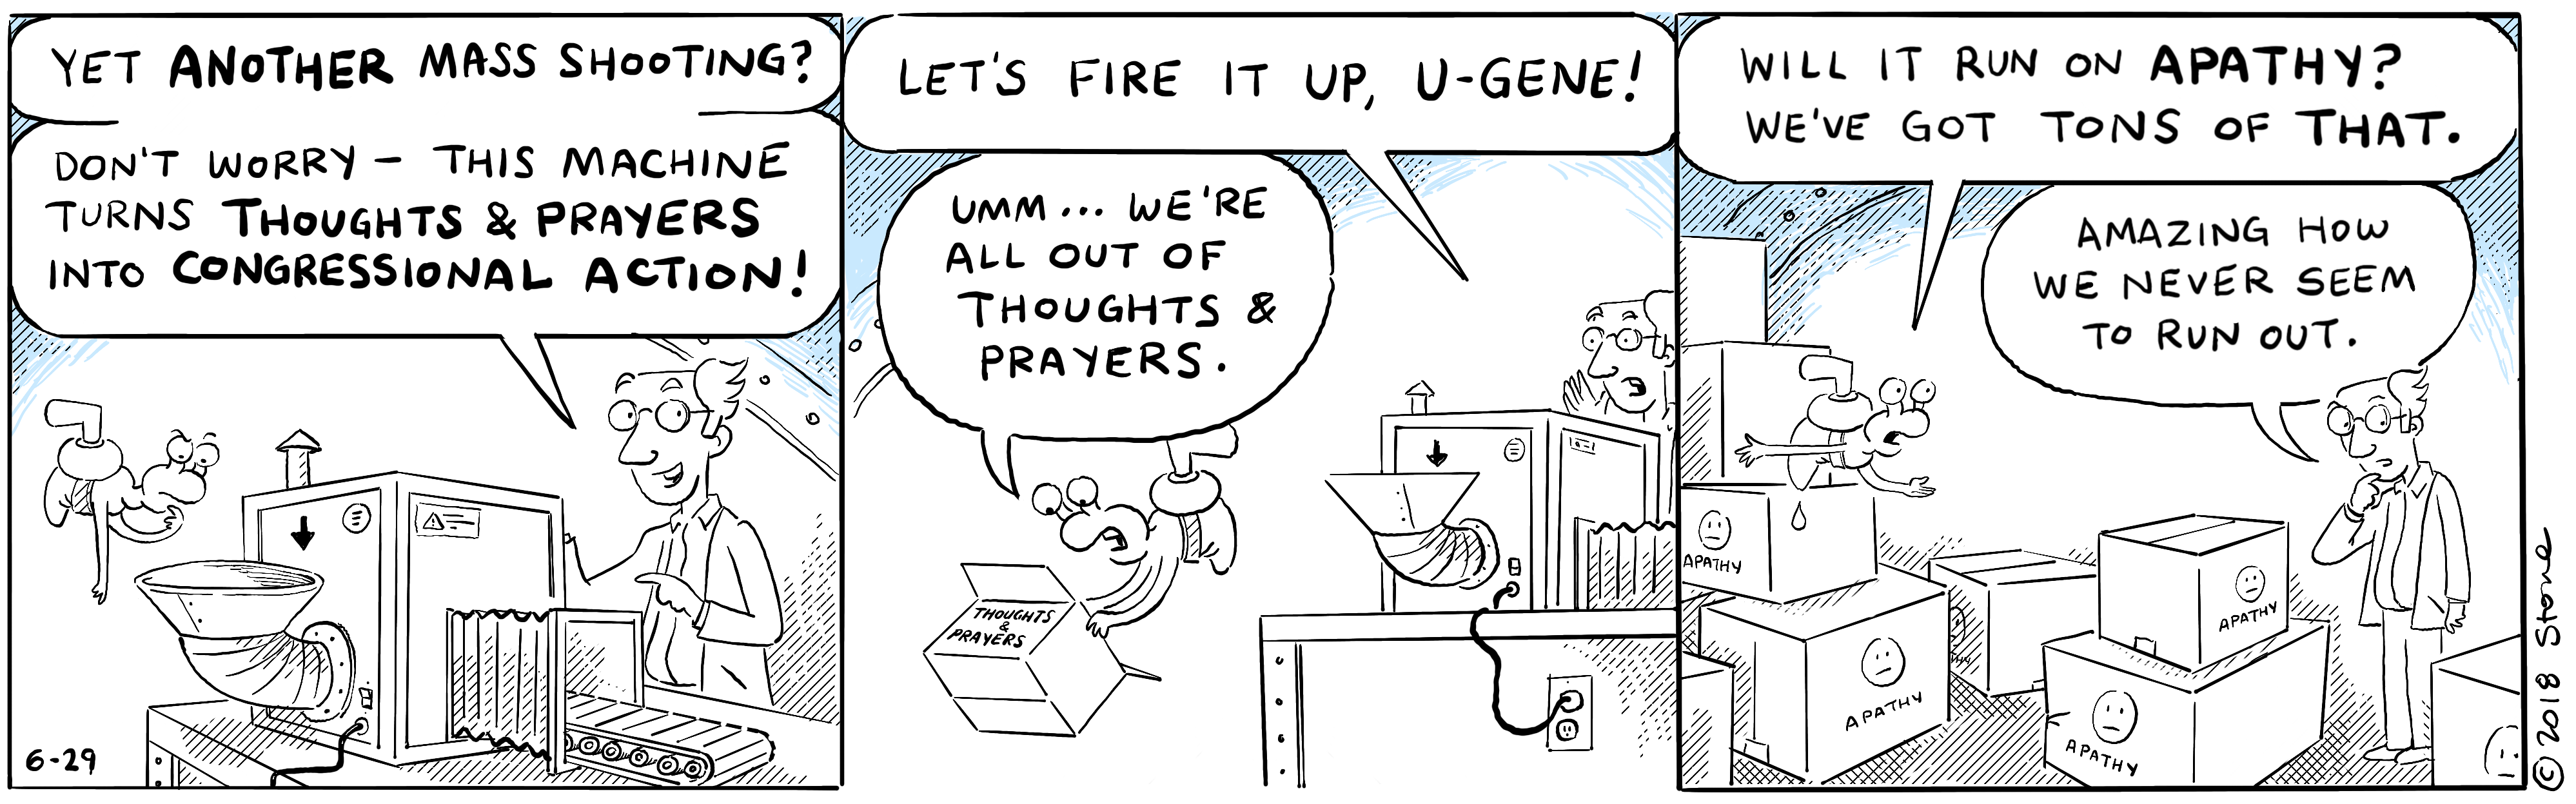 YET ANOTHER MASS SHOOTING?
DON'T WORRY – THIS MACHINE
TURNS THOUGHTS & PRAYERS
INTO CONGRESSIONAL ACTION!
6-29
LET'S FIRE IT UP, U-GENE!
UMM... WE'RE
ALL OUT OF
THOUGHTS &
PRAYERS.
THOUGHTS
&
PRAYERS
WILL IT RUN ON APATHY?
WE'VE GOT TONS OF THAT.
AMAZING HOW
WE NEVER SEEM
TO RUN OUT.
APATHY
APATHY
APATHY
APATHY
© 2018 Stone